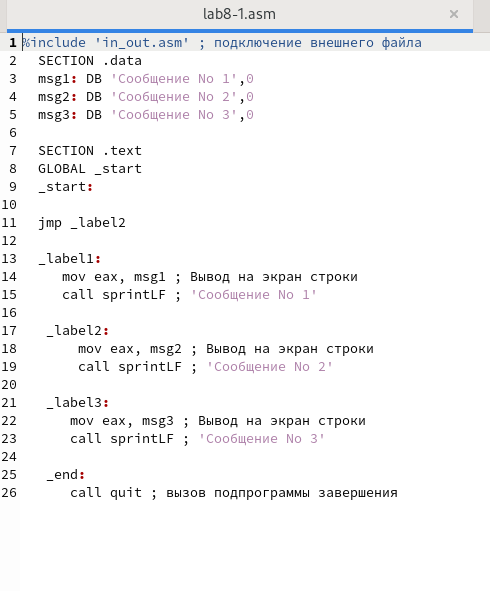 lab8-1.asm ×
1 %include 'in_out.asm' ; подключение внешнего файла
2 SECTION .data
3 msg1: DB 'Сообщение No 1',0
4 msg2: DB 'Сообщение No 2',0
5 msg3: DB 'Сообщение No 3',0
6
7 SECTION .text
8 GLOBAL _start
9 _start:
10
11 jmp _label2
12
13 _label1:
14 mov eax, msg1 ; Вывод на экран строки
15 call sprintLF ; 'Сообщение No 1'
16
17 _label2:
18 mov eax, msg2 ; Вывод на экран строки
19 call sprintLF ; 'Сообщение No 2'
20
21 _label3:
22 mov eax, msg3 ; Вывод на экран строки
23 call sprintLF ; 'Сообщение No 3'
24
25 _end:
26 call quit ; вызов подпрограммы завершения